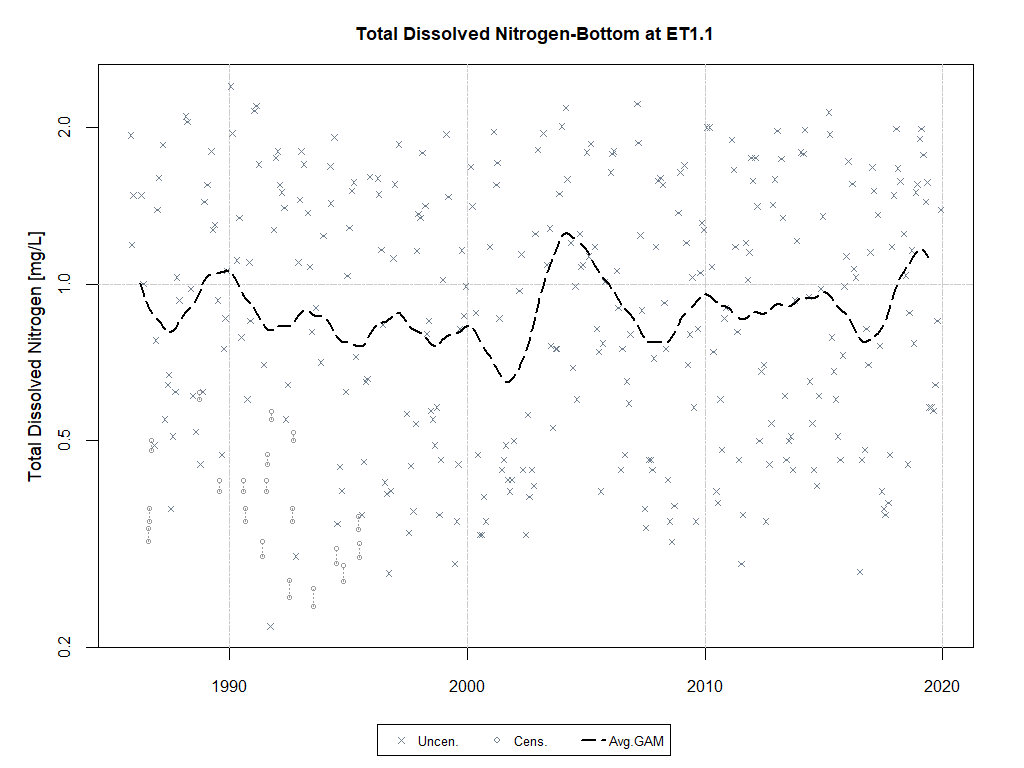 Total Dissolved Nitrogen-Bottom at ET1.1
Total Dissolved Nitrogen [mg/L]
2.0
1.0
0.5
0.2
1990 2000 2010 2020
Uncen. Cens. Avg.GAM